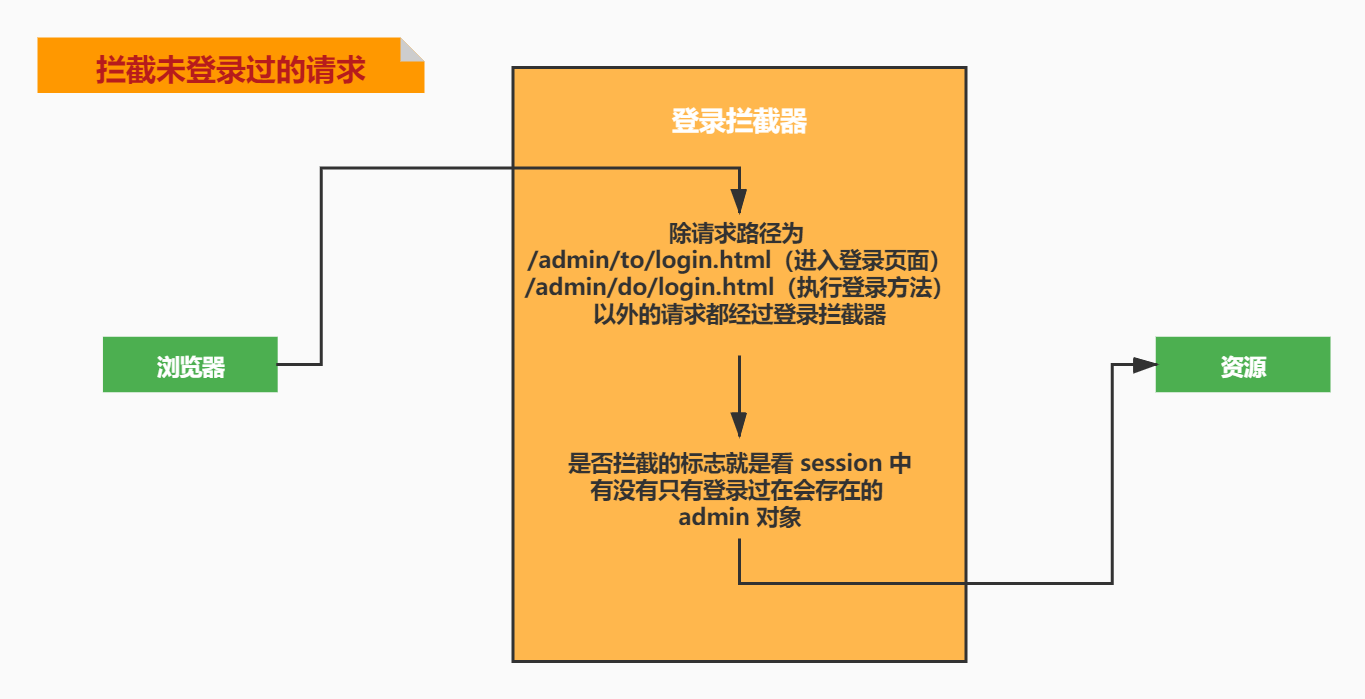 拦截未登录过的请求
登录拦截器
除请求路径为
/admin/to/login.html（进入登录页面）
/admin/do/login.html（执行登录方法）
以外的请求都经过登录拦截器
浏览器
资源
是否拦截的标志就是看 session 中
有没有只有登录过在会存在的
admin 对象